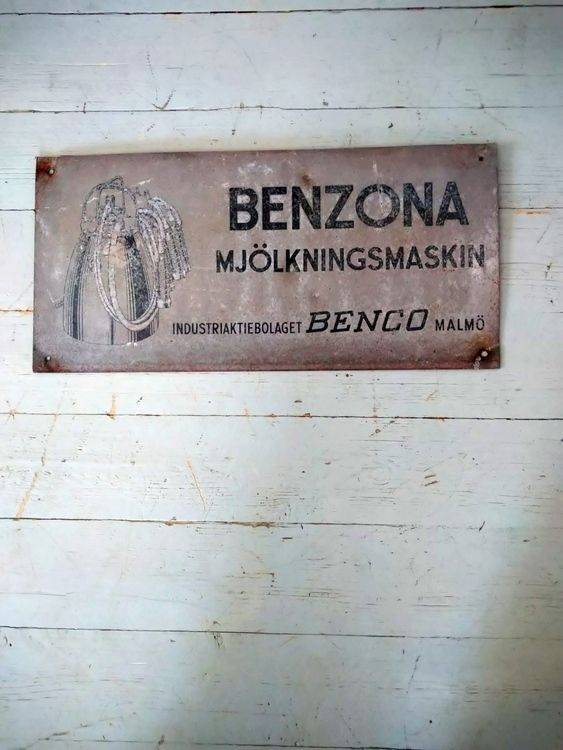 BENZONA
MJÖLKNINGSMASKIN
INDUSTRIAKTIEBOLAGET BENCO MALMÖ